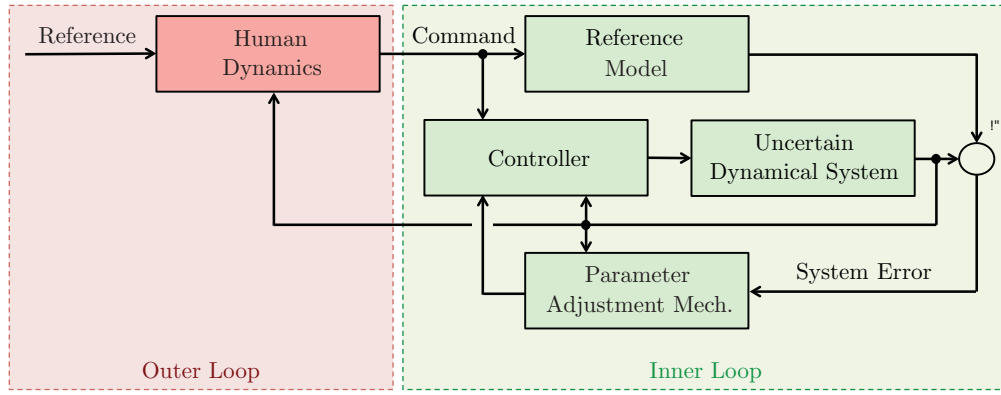 Reference
Human
Dynamics
Command
Reference
Model
!"
Controller
Uncertain
Dynamical System
Parameter
Adjustment Mech.
System Error
Outer Loop
Inner Loop